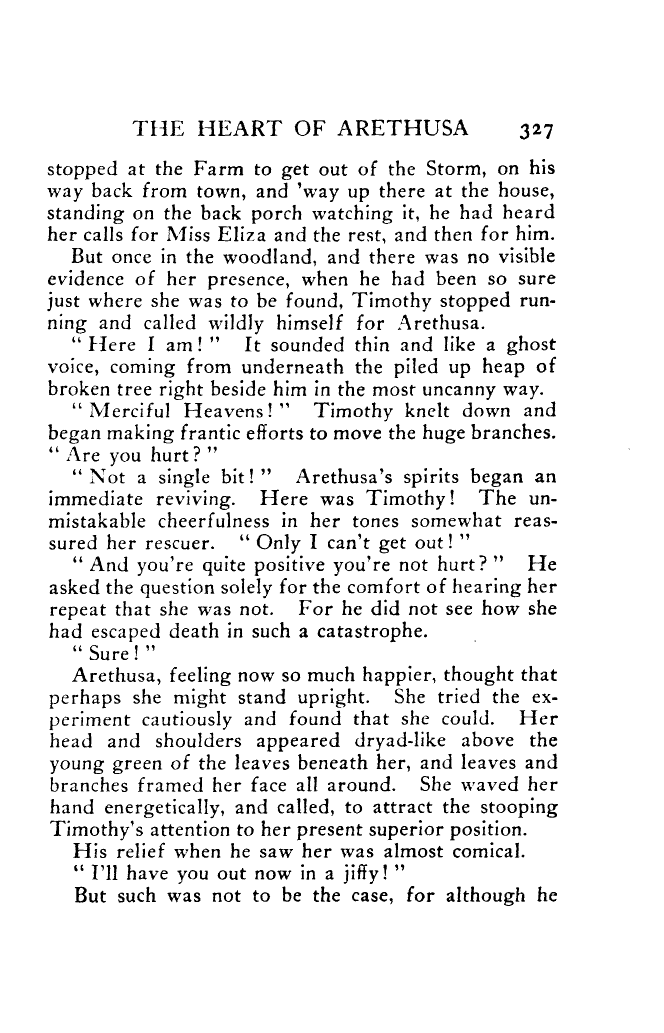 THE HEART OF ARETHUSA 327
stopped at the Farm to get out of the Storm, on his
way back from town, and 'way up there at the house,
standing on the back porch watching it, he had heard
her calls for Miss Eliza and the rest, and then for him.
But once in the woodland, and there was no visible
evidence of her presence, when he had been so sure
just where she was to be found, Timothy stopped run-
ning and called wildly himself for Arethusa.
" Here I am! " It sounded thin and like a ghost
voice, coming from underneath the piled up heap of
broken tree right beside him in the most uncanny way.
" Merciful Heavens! " Timothy knelt down and
began making frantic efforts to move the huge branches.
" Are you hurt? "
" Not a single bit! " Arethusa's spirits began an
immediate reviving. Here was Timothy! The un-
mistakable cheerfulness in her tones somewhat reas-
sured her rescuer. " Only I can't get out! "
" And you're quite positive you're not hurt? " He
asked the question solely for the comfort of hearing her
repeat that she was not. For he did not see how she
had escaped death in such a catastrophe.
" Sure! "
Arethusa, feeling now so much happier, thought that
perhaps she might stand upright. She tried the ex-
periment cautiously and found that she could. Her
head and shoulders appeared dryad-like above the
young green of the leaves beneath her, and leaves and
branches framed her face all around. She waved her
hand energetically, and called, to attract the stooping
Timothy's attention to her present superior position.
His relief when he saw her was almost comical.
" I'll have you out now in a jiffy! "
But such was not to be the case, for although he